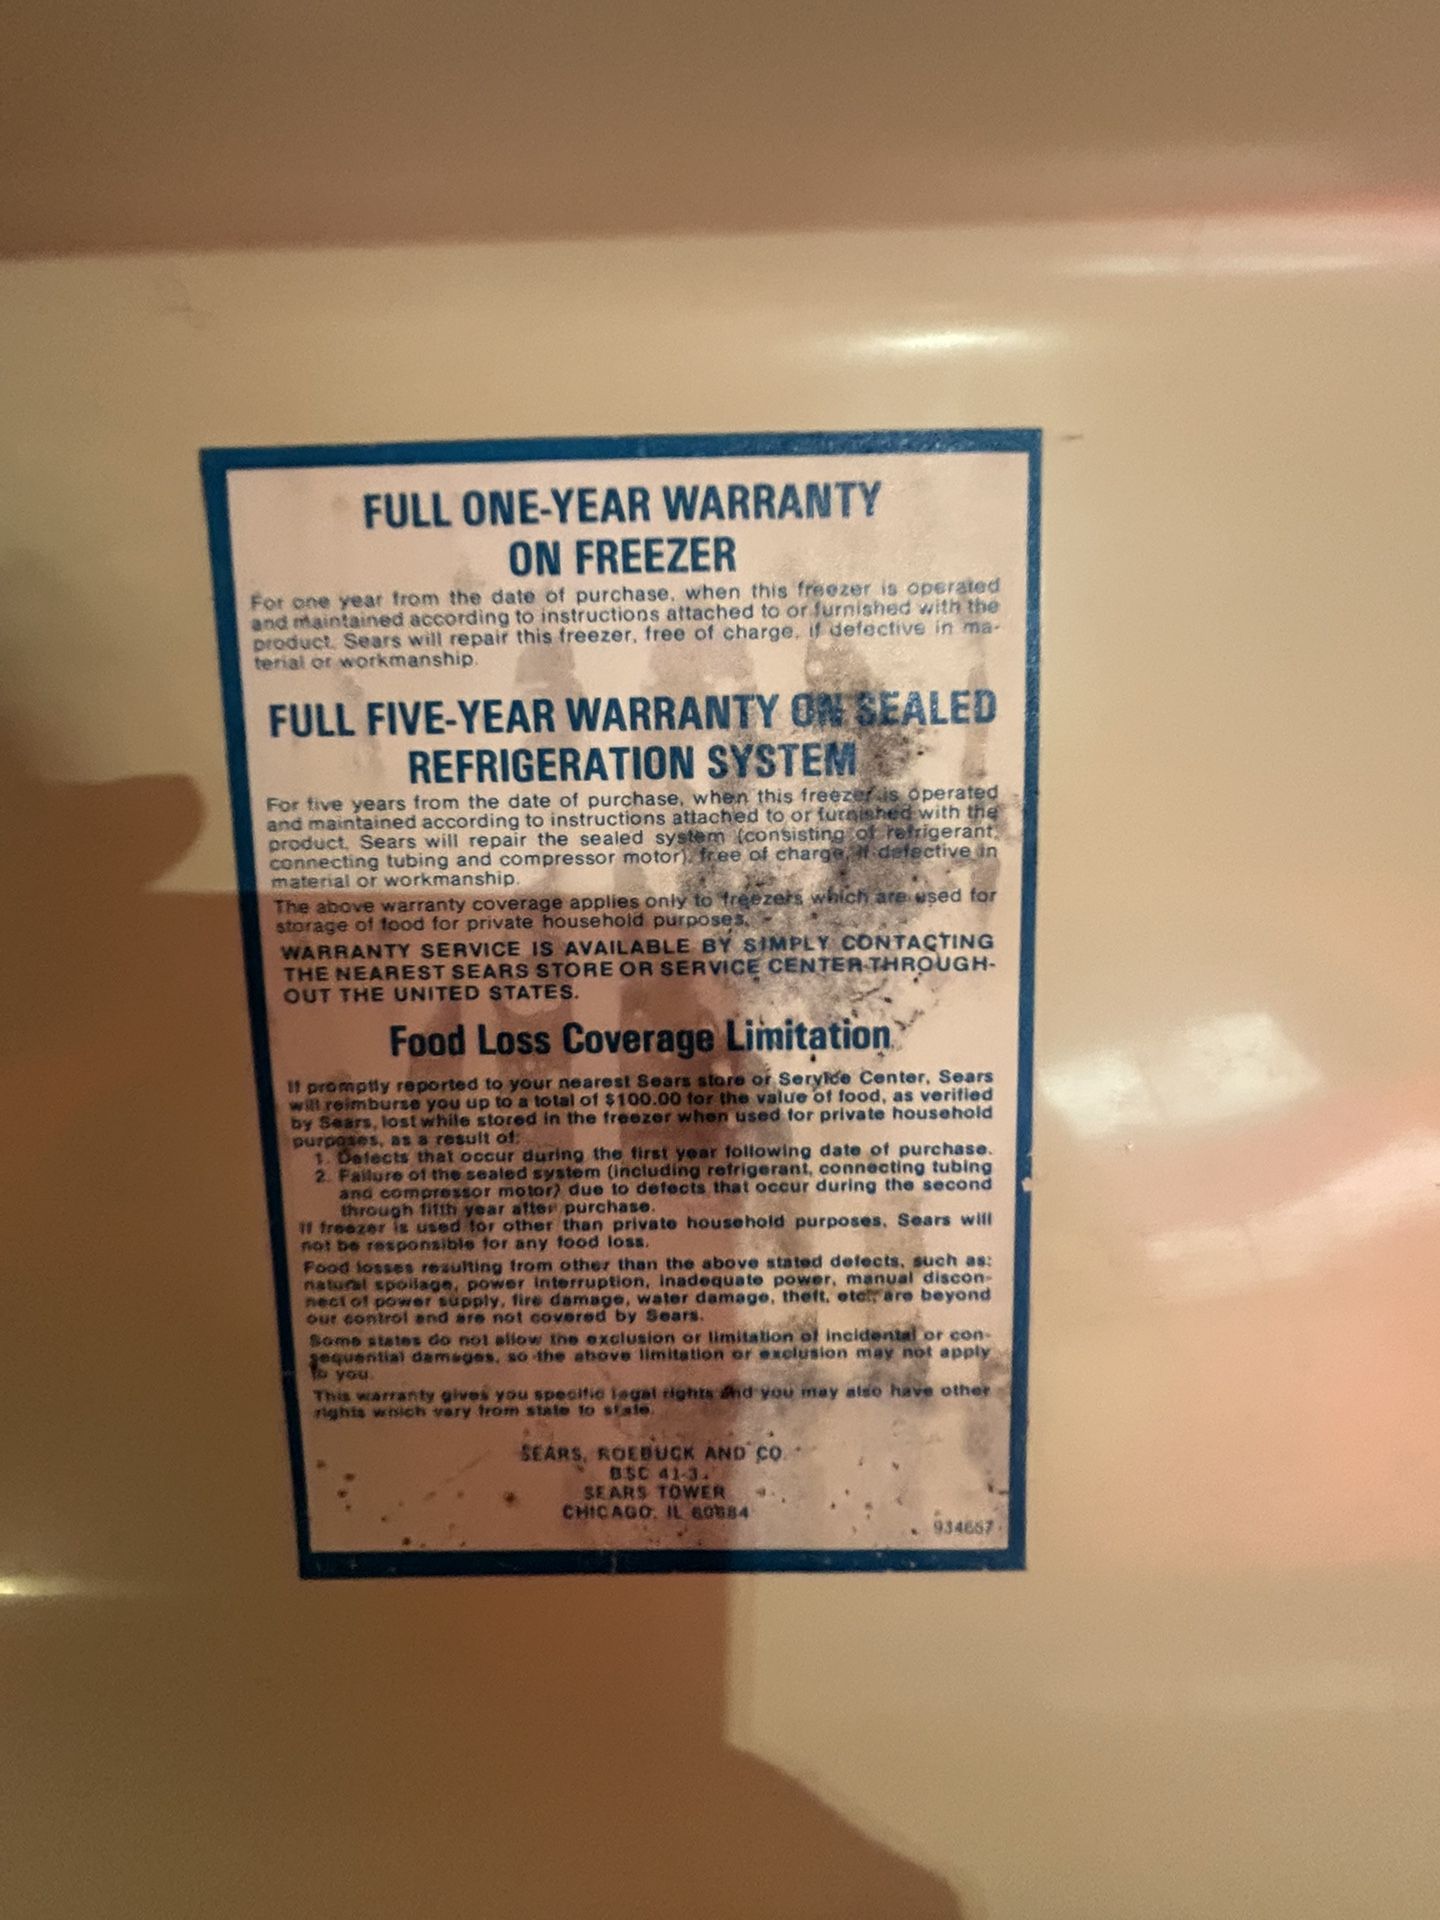 FULL ONE-YEAR WARRANTY
ON FREEZER
For one year from the date of purchase, when this freezer is operated
and maintained according to instructions attached to or furnished with the
product, Sears will repair this freezer, free of charge, if defective in ma-
terial or workmanship.
FULL FIVE-YEAR WARRANTY ON SEALED
REFRIGERATION SYSTEM
For five years from the date of purchase, when this freezer is operated
and maintained according to instructions attached to or furnished with the
product, Sears will repair the sealed system (consisting of refrigerant,
connecting tubing and compressor motor), free of charge, if defective in
material or workmanship.
The above warranty coverage applies only to freezers which are used for
storage of food for private household purposes.
WARRANTY SERVICE IS AVAILABLE BY SIMPLY CONTACTING
THE NEAREST SEARS STORE OR SERVICE CENTER THROUGH-
OUT THE UNITED STATES.
Food Loss Coverage Limitation
If promptly reported to your nearest Sears store or Service Center, Sears
will reimburse you up to a total of $100.00 for the value of food, as verified
by Sears, lost while stored in the freezer when used for private household
purposes, as a result of:
1. Defects that occur during the first year following date of purchase.
2. Failure of the sealed system (including refrigerant, connecting tubing
and compressor motor) due to defects that occur during the second
through fifth year after purchase.
If freezer is used for other than private household purposes, Sears will
not be responsible for any food loss.
Food losses resulting from other than the above stated defects, such as:
natural spoilage, power interruption, inadequate power, manual discon-
nect of power supply, fire damage, water damage, theft, etc., are beyond
our control and are not covered by Sears.
Some states do not allow the exclusion or limitation of incidental or con-
sequential damages, so the above limitation or exclusion may not apply
to you.
This warranty gives you specific legal rights and you may also have other
rights which vary from state to state.
SEARS, ROEBUCK AND CO.
BSC 41-3
SEARS TOWER
CHICAGO, IL 60684
934657